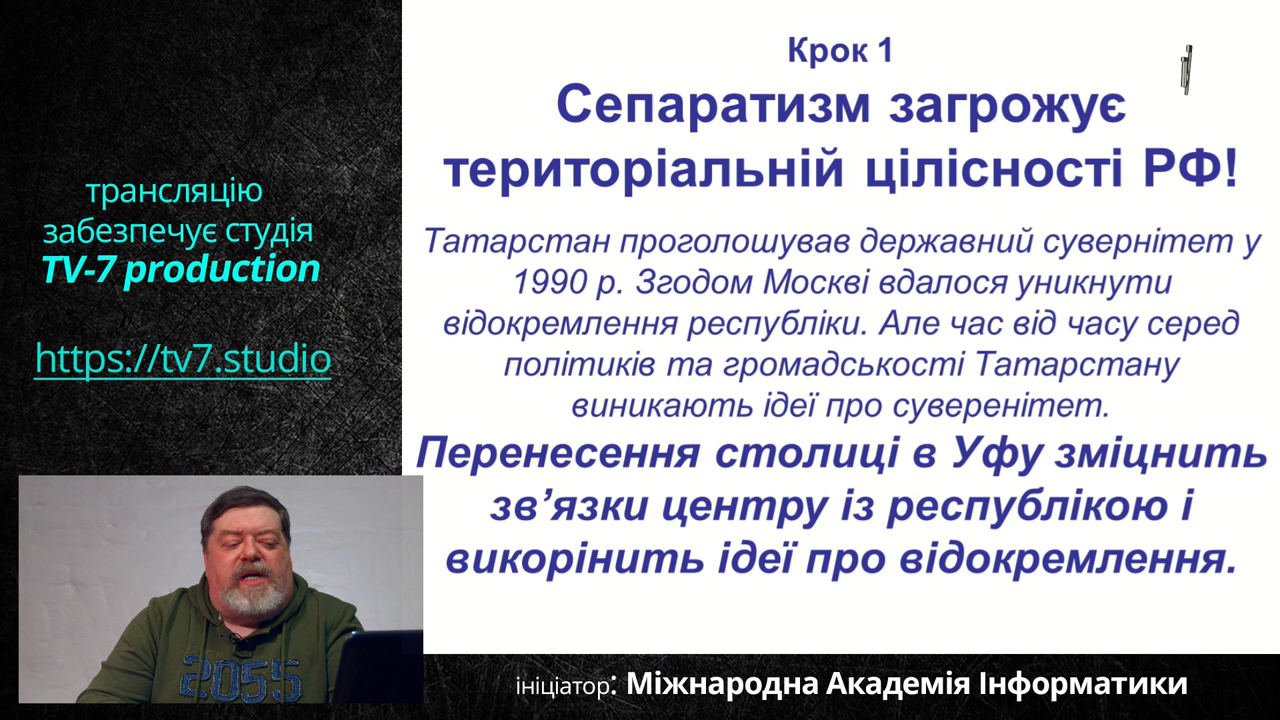 Крок 1
Сепаратизм загрожує
територіальній цілісності РФ!
Татарстан проголошував державний сувернітет у
1990 р. Згодом Москві вдалося уникнути
відокремлення республіки. Але час від часу серед
політиків та громадськості Татарстану
виникають ідеї про суверенітет.
Перенесення столиці в Уфу зміцнить
зв’язки центру із республікою і
викорінить ідеї про відокремлення.
трансляцію
забезпечує студія
TV-7 production
https://tv7.studio
2055
ініціатор: Міжнародна Академія Інформатики